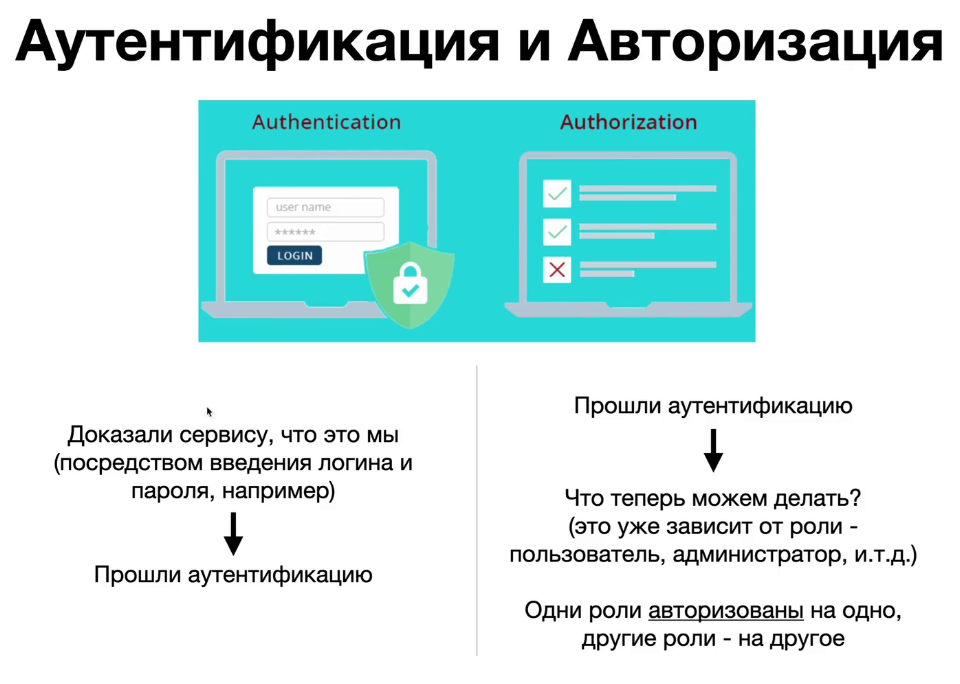 Аутентификация и Авторизация
Authentication
Authorization
user name
******
LOGIN
Доказали сервису, что это мы
(посредством введения логина и
пароля, например)
Прошли аутентификацию
Прошли аутентификацию
Что теперь можем делать?
(это уже зависит от роли -
пользователь, администратор, и.т.д.)
Одни роли авторизованы на одно,
другие роли - на другое